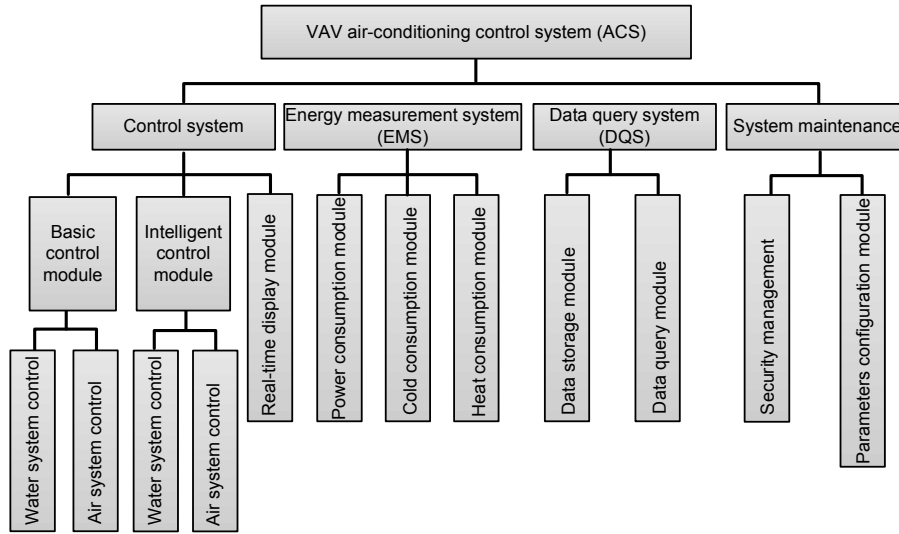 VAV air-conditioning control system (ACS)
Control system
Energy measurement system
(EMS)
Data query system
(DQS)
System maintenance
Basic
control
module
Intelligent
control
module
Real-time display module
Power consumption module
Cold consumption module
Heat consumption module
Data storage module
Data query module
Security management
Parameters configuration module
Water system control
Air system control
Water system control
Air system control